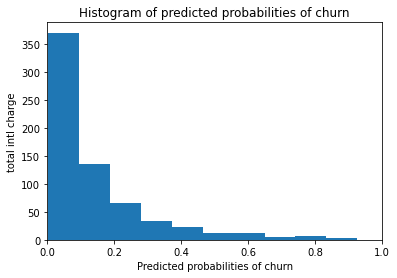 Histogram of predicted probabilities of churn
total intl charge
350
300
250
200
150
100
50
0
0.0 0.2 0.4 0.6 0.8 1.0
Predicted probabilities of churn